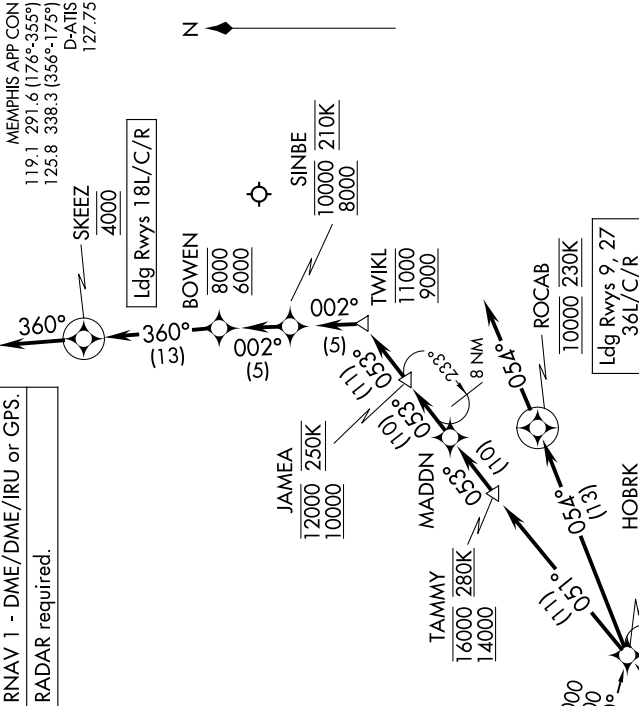 RNAV 1 - DME/DME/IRU or GPS.
RADAR required.
MEMPHIS APP CON
119.1 291.6 (176°-355°)
125.8 338.3 (356°-175°)
D-ATIS
127.75
N
SKEEZ
4000
Ldg Rwys 18L/C/R
360°
360°
(13)
BOWEN
8000
6000
002°
(5)
SINBE
10000 210K
8000
002°
(5)
TWIKL
11000
9000
053°
(11)
JAMEA
12000 250K
10000
233°
8 NM
053°
(10)
MADDN
053°
(10)
TAMMY
16000 280K
14000
051°
(11)
054°
ROCAB
10000 230K
Ldg Rwys 9, 27
36L/C/R
054°
(13)
HOBRK